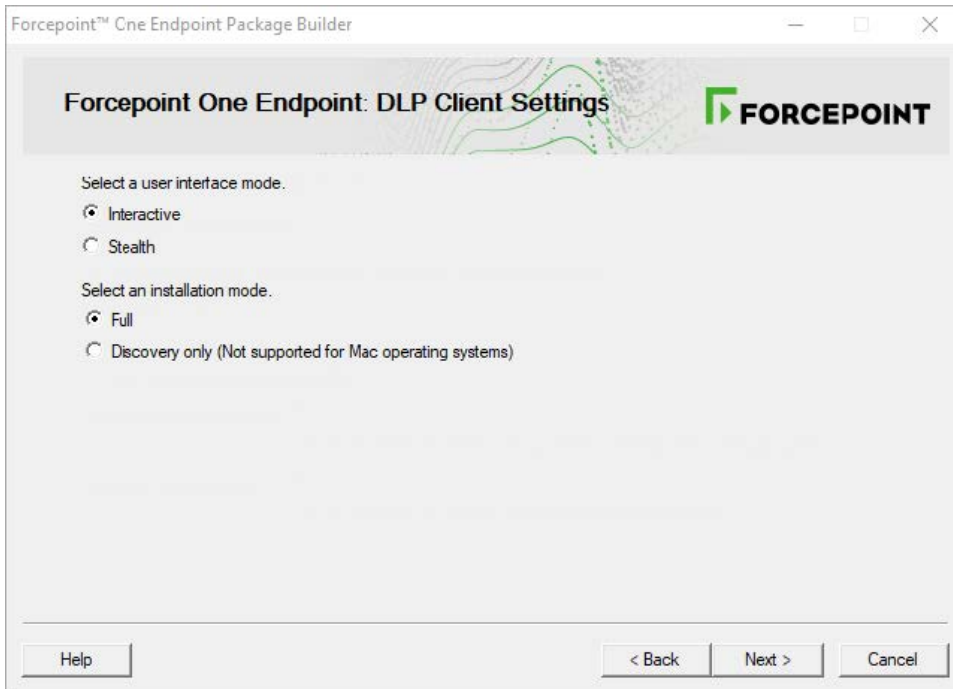 Forcepoint™ One Endpoint Package Builder
Forcepoint One Endpoint: DLP Client Settings
FORCEPOINT
Select a user interface mode.
Interactive
Stealth
Select an installation mode.
Full
Discovery only (Not supported for Mac operating systems)
Help
< Back
Next >
Cancel